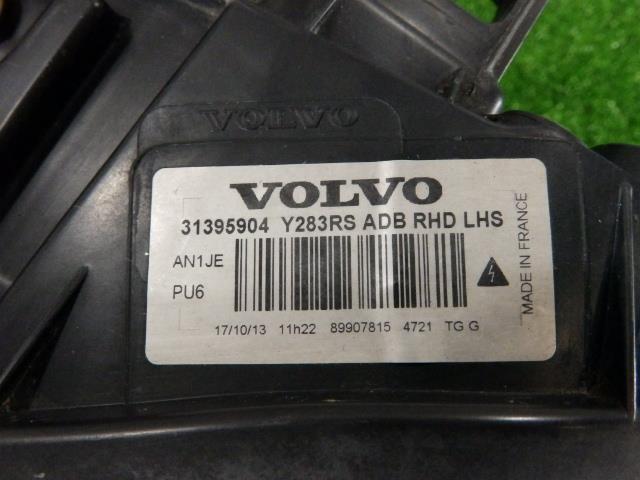 VOLVO
VOLVO
31395904 Y283RS ADB RHD LHS
AN1JE
PU6
17/10/13 11h22 89907815 4721 TG G
MADE IN FRANCE